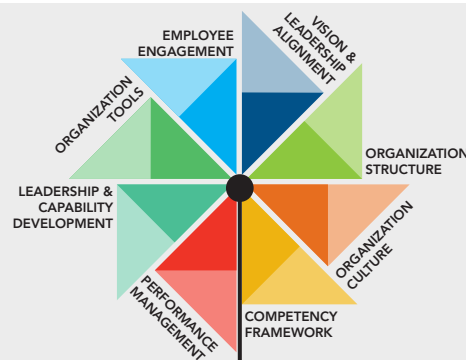 EMPLOYEE
ENGAGEMENT
VISION &
LEADERSHIP
ALIGNMENT
ORGANIZATION
STRUCTURE
ORGANIZATION
CULTURE
COMPETENCY
FRAMEWORK
PERFORMANCE
MANAGEMENT
LEADERSHIP &
CAPABILITY
DEVELOPMENT
ORGANIZATION
TOOLS